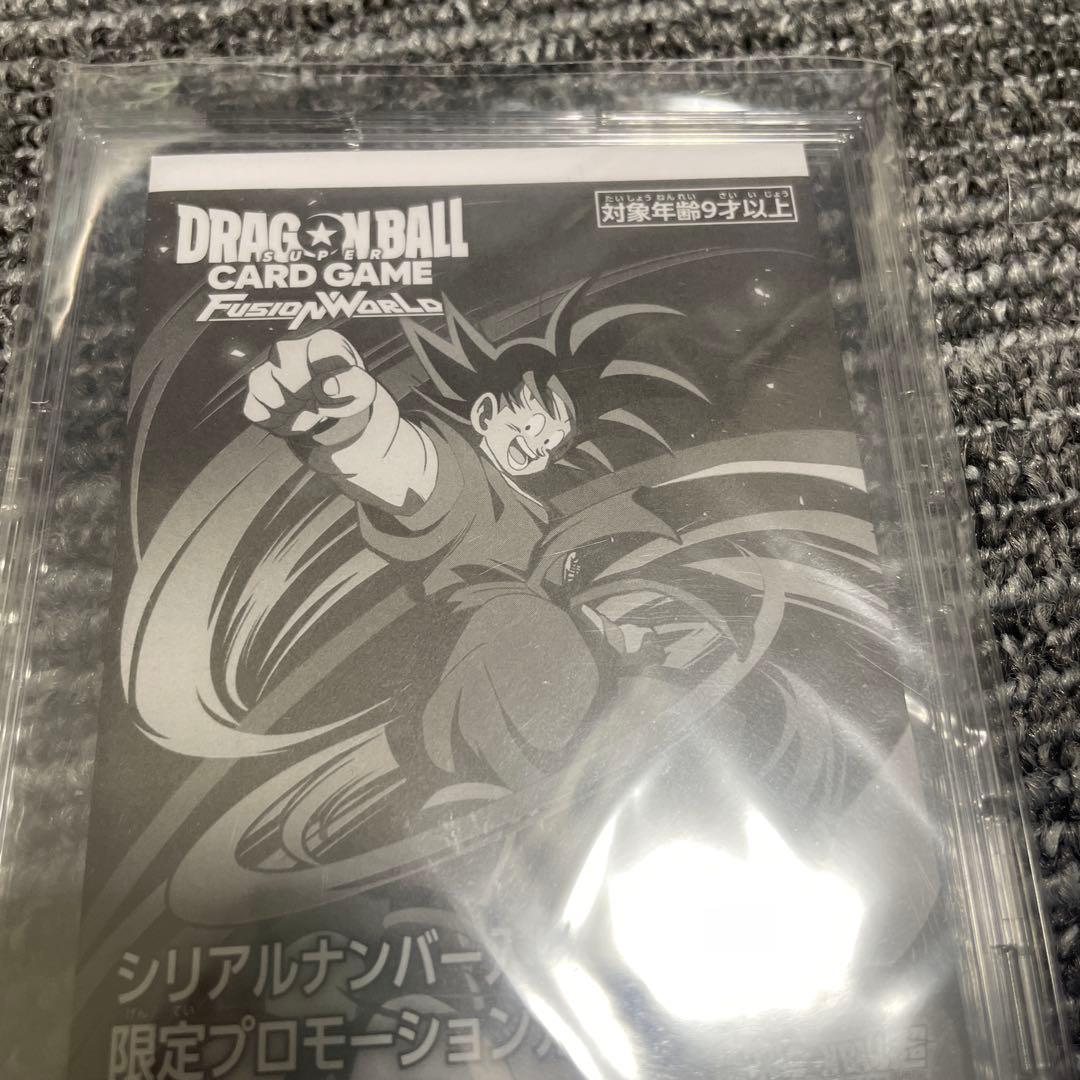 DRAGONBALL
SUPER
CARD GAME
FUSION WORLD
たいしょうねんれい さいいじょう
対象年齢9才以上
シリアルナンバー
げんてい
限定プロモーション